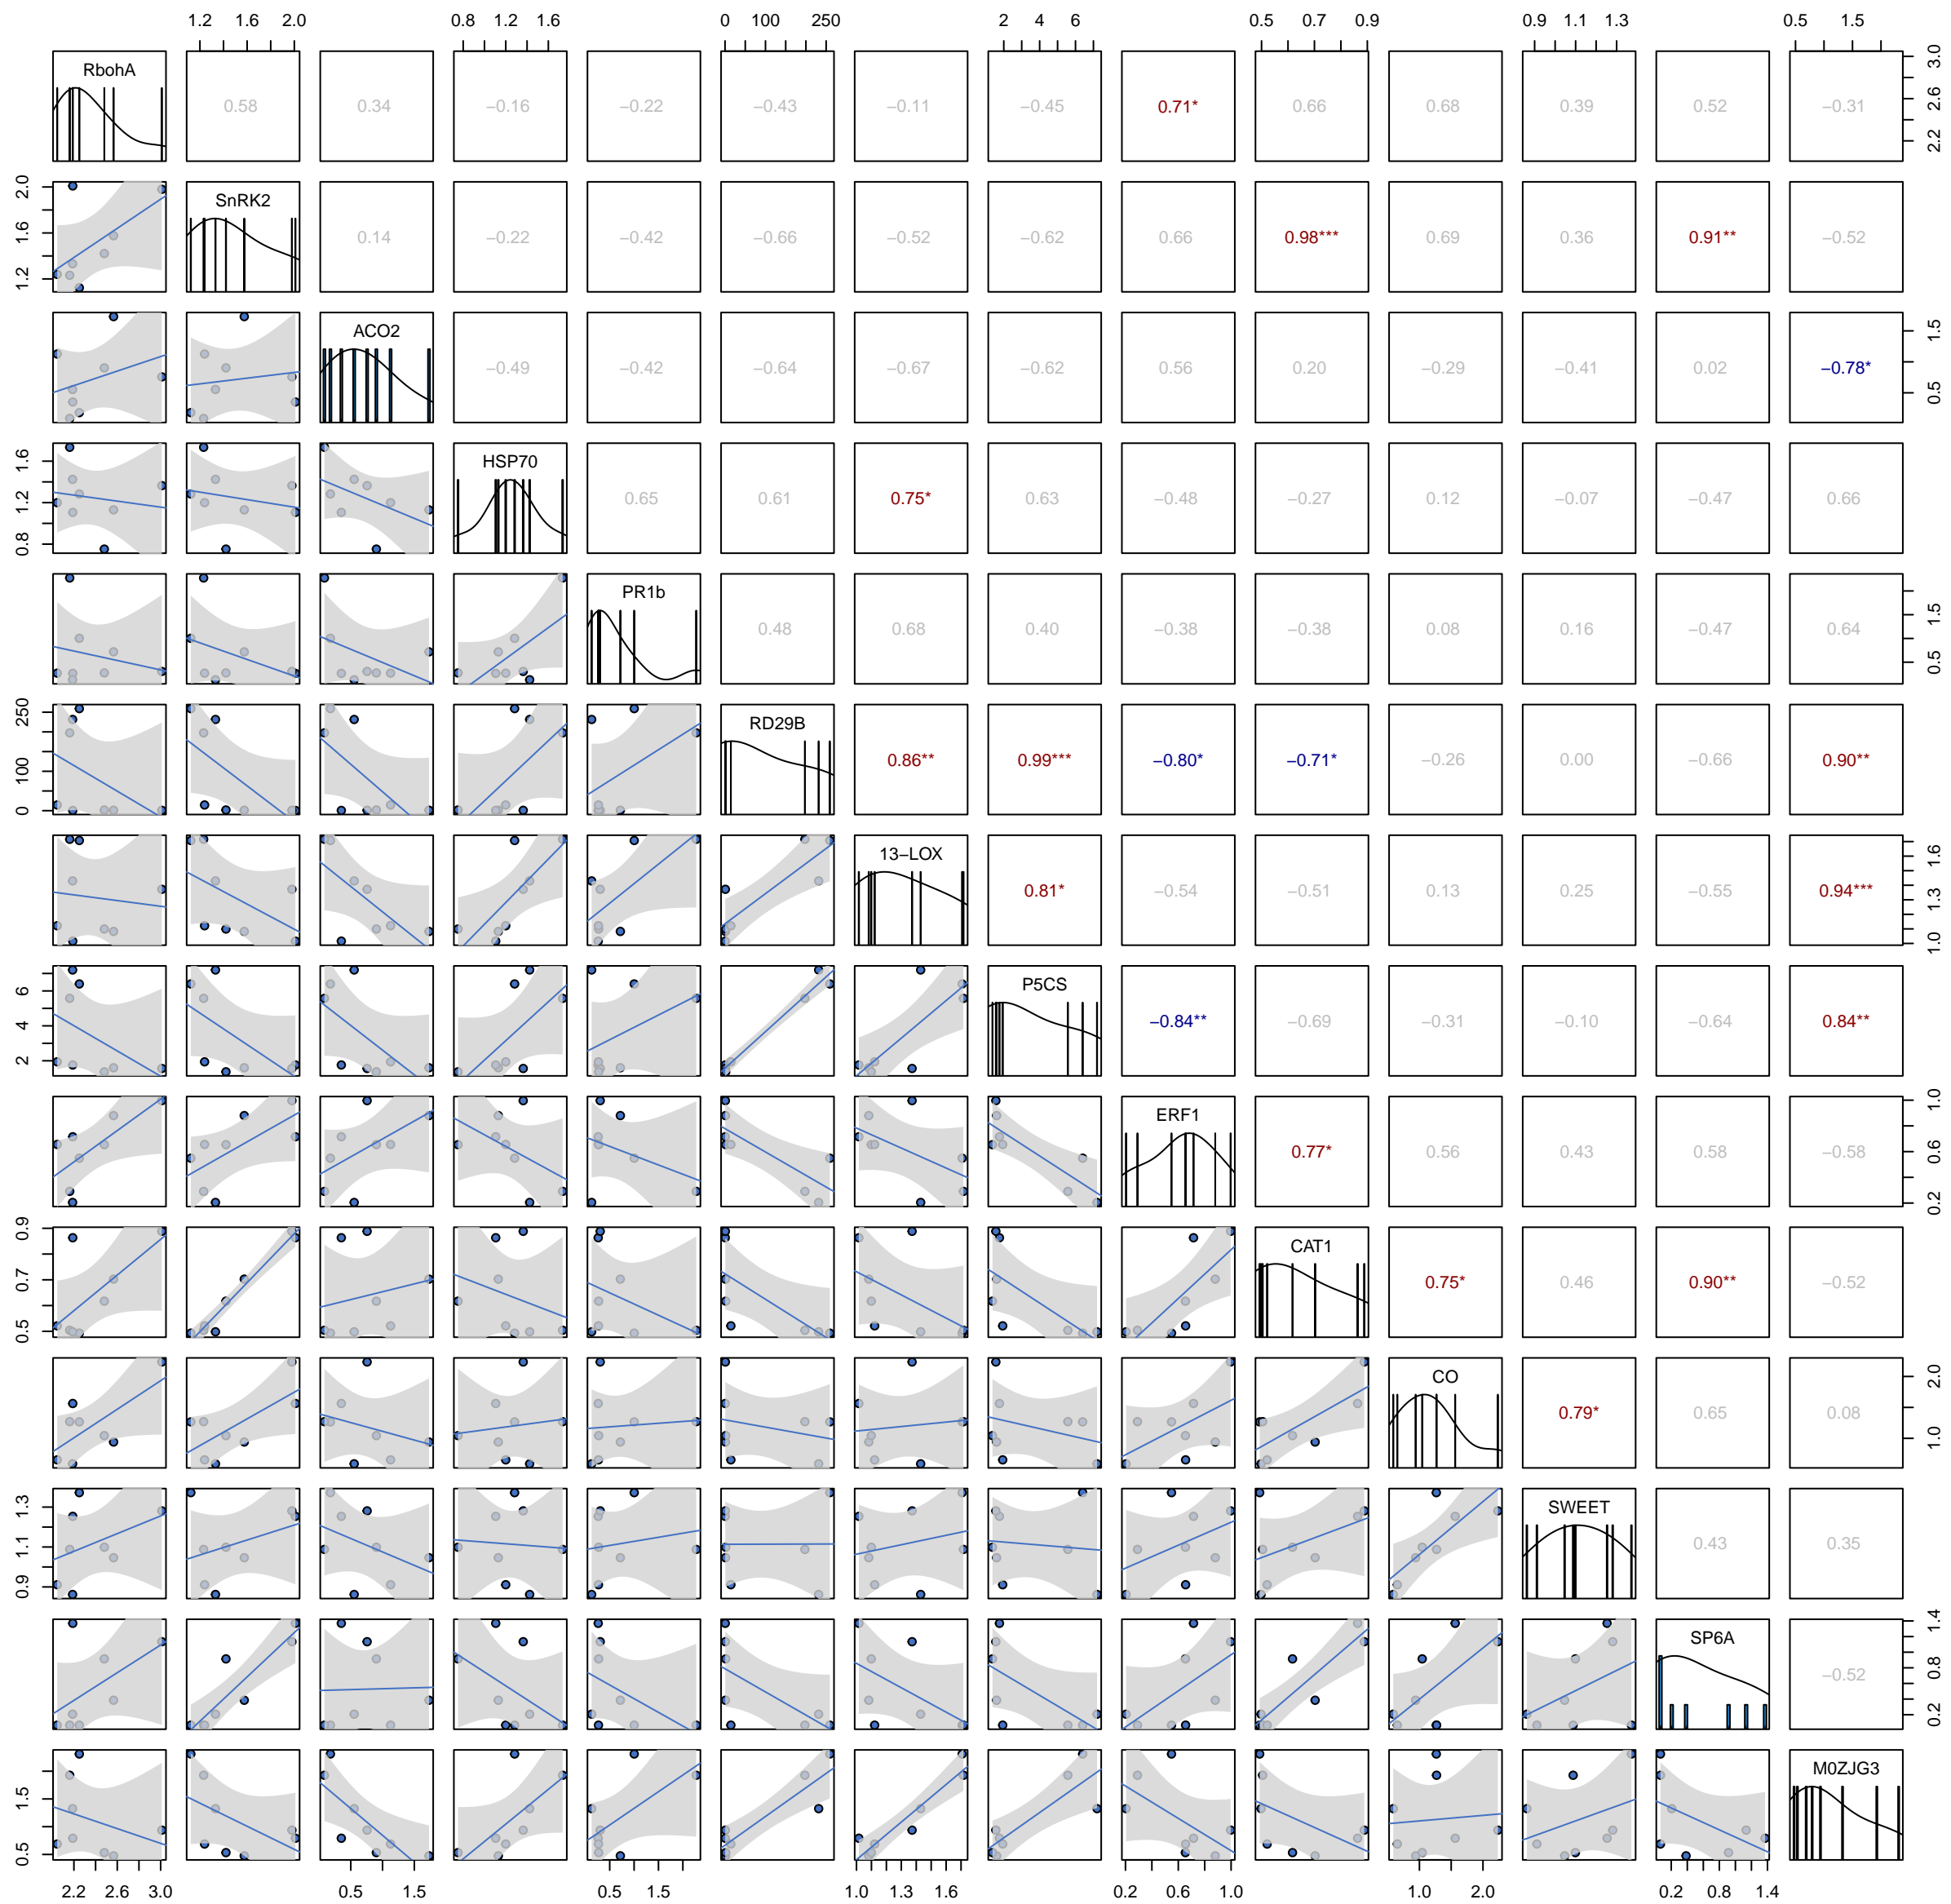 1.2 1.6 2.0 0.8 1.2 1.6 0 100 250 2 4 6 0.5 0.7 0.9 0.9 1.1 1.3 0.5 1.5
RbohA 0.58 0.34 −0.16 −0.22 −0.43 −0.11 −0.45 0.71* 0.66 0.68 0.39 0.52 −0.31 2.2 2.6 3.0
1.2 1.6 2.0 SnRK2 0.14 −0.22 −0.42 −0.66 −0.52 −0.62 0.66 0.98*** 0.69 0.36 0.91** −0.52
ACO2 −0.49 −0.42 −0.64 −0.67 −0.62 0.56 0.20 −0.29 −0.41 0.02 −0.78* 0.5 1.5
0.8 1.2 1.6 HSP70 0.65 0.61 0.75* 0.63 −0.48 −0.27 0.12 −0.07 −0.47 0.66
PR1b 0.48 0.68 0.40 −0.38 −0.38 0.08 0.16 −0.47 0.64 0.5 1.5
0 100 250 RD29B 0.86** 0.99*** −0.80* −0.71* −0.26 0.00 −0.66 0.90**
13−LOX 0.81* −0.54 −0.51 0.13 0.25 −0.55 0.94*** 1.0 1.3 1.6
2 4 6 P5CS −0.84** −0.69 −0.31 −0.10 −0.64 0.84**
ERF1 0.77* 0.56 0.43 0.58 −0.58 0.2 0.6 1.0
0.5 0.7 0.9 CAT1 0.75* 0.46 0.90** −0.52
CO 0.79* 0.65 0.08 1.0 2.0
0.9 1.1 1.3 SWEET 0.43 0.35
SP6A −0.52 0.2 0.8 1.4
0.5 1.5 M0ZJG3
2.2 2.6 3.0 0.5 1.5 0.5 1.5 1.0 1.3 1.6 0.2 0.6 1.0 1.0 2.0 0.2 0.8 1.4